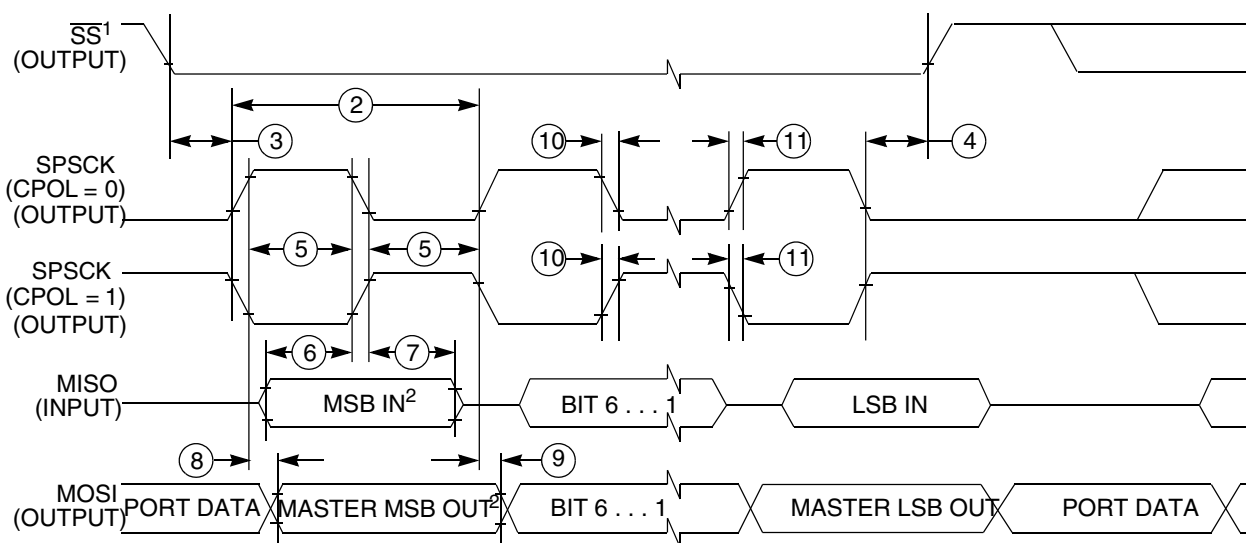 SS¹
(OUTPUT)
2
3
10
11
4
SPSCK
(CPOL = 0)
(OUTPUT)
5
5
10
11
SPSCK
(CPOL = 1)
(OUTPUT)
6
7
MISO
(INPUT)
MSB IN²
BIT 6 . . . 1
LSB IN
8
9
MOSI
(OUTPUT)
PORT DATA
MASTER MSB OUT²
BIT 6 . . . 1
MASTER LSB OUT
PORT DATA